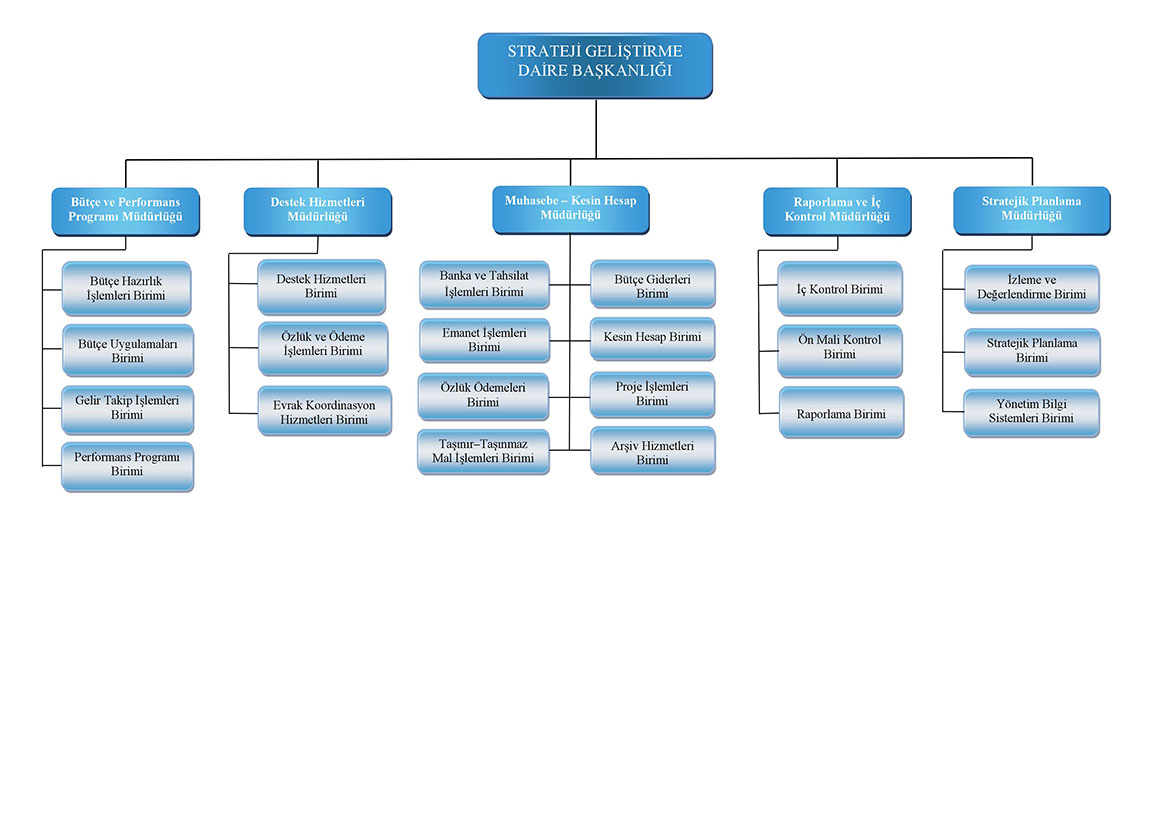 STRATEJİ GELİŞTİRME
DAİRE BAŞKANLIĞI
Bütçe ve Performans
Programı Müdürlüğü
Bütçe Hazırlık
İşlemleri Birimi
Bütçe Uygulamaları
Birimi
Gelir Takip İşlemleri
Birimi
Performans Programı
Birimi
Destek Hizmetleri
Müdürlüğü
Destek Hizmetleri
Birimi
Özlük ve Ödeme
İşlemleri Birimi
Evrak Koordinasyon
Hizmetleri Birimi
Muhasebe – Kesin Hesap
Müdürlüğü
Banka ve Tahsilat
İşlemleri Birimi
Emanet İşlemleri
Birimi
Özlük Ödemeleri
Birimi
Taşınır–Taşınmaz
Mal İşlemleri Birimi
Bütçe Giderleri
Birimi
Kesin Hesap Birimi
Proje İşlemleri
Birimi
Arşiv Hizmetleri
Birimi
Raporlama ve İç
Kontrol Müdürlüğü
İç Kontrol Birimi
Ön Mali Kontrol
Birimi
Raporlama Birimi
Stratejik Planlama
Müdürlüğü
İzleme ve
Değerlendirme Birimi
Stratejik Planlama
Birimi
Yönetim Bilgi
Sistemleri Birimi